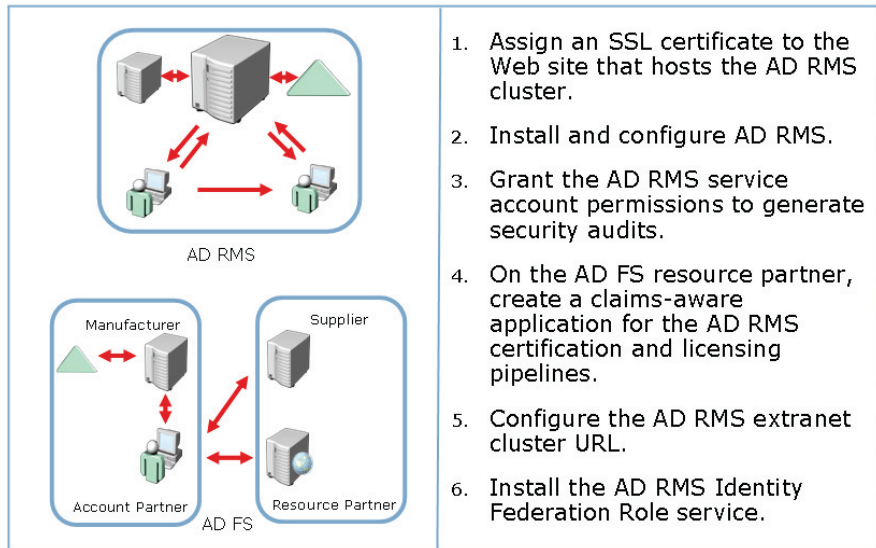 AD RMS
Manufacturer
Supplier
Account Partner
Resource Partner
AD FS
1. Assign an SSL certificate to the
Web site that hosts the AD RMS
cluster.
2. Install and configure AD RMS.
3. Grant the AD RMS service
account permissions to generate
security audits.
4. On the AD FS resource partner,
create a claims-aware
application for the AD RMS
certification and licensing
pipelines.
5. Configure the AD RMS extranet
cluster URL.
6. Install the AD RMS Identity
Federation Role service.